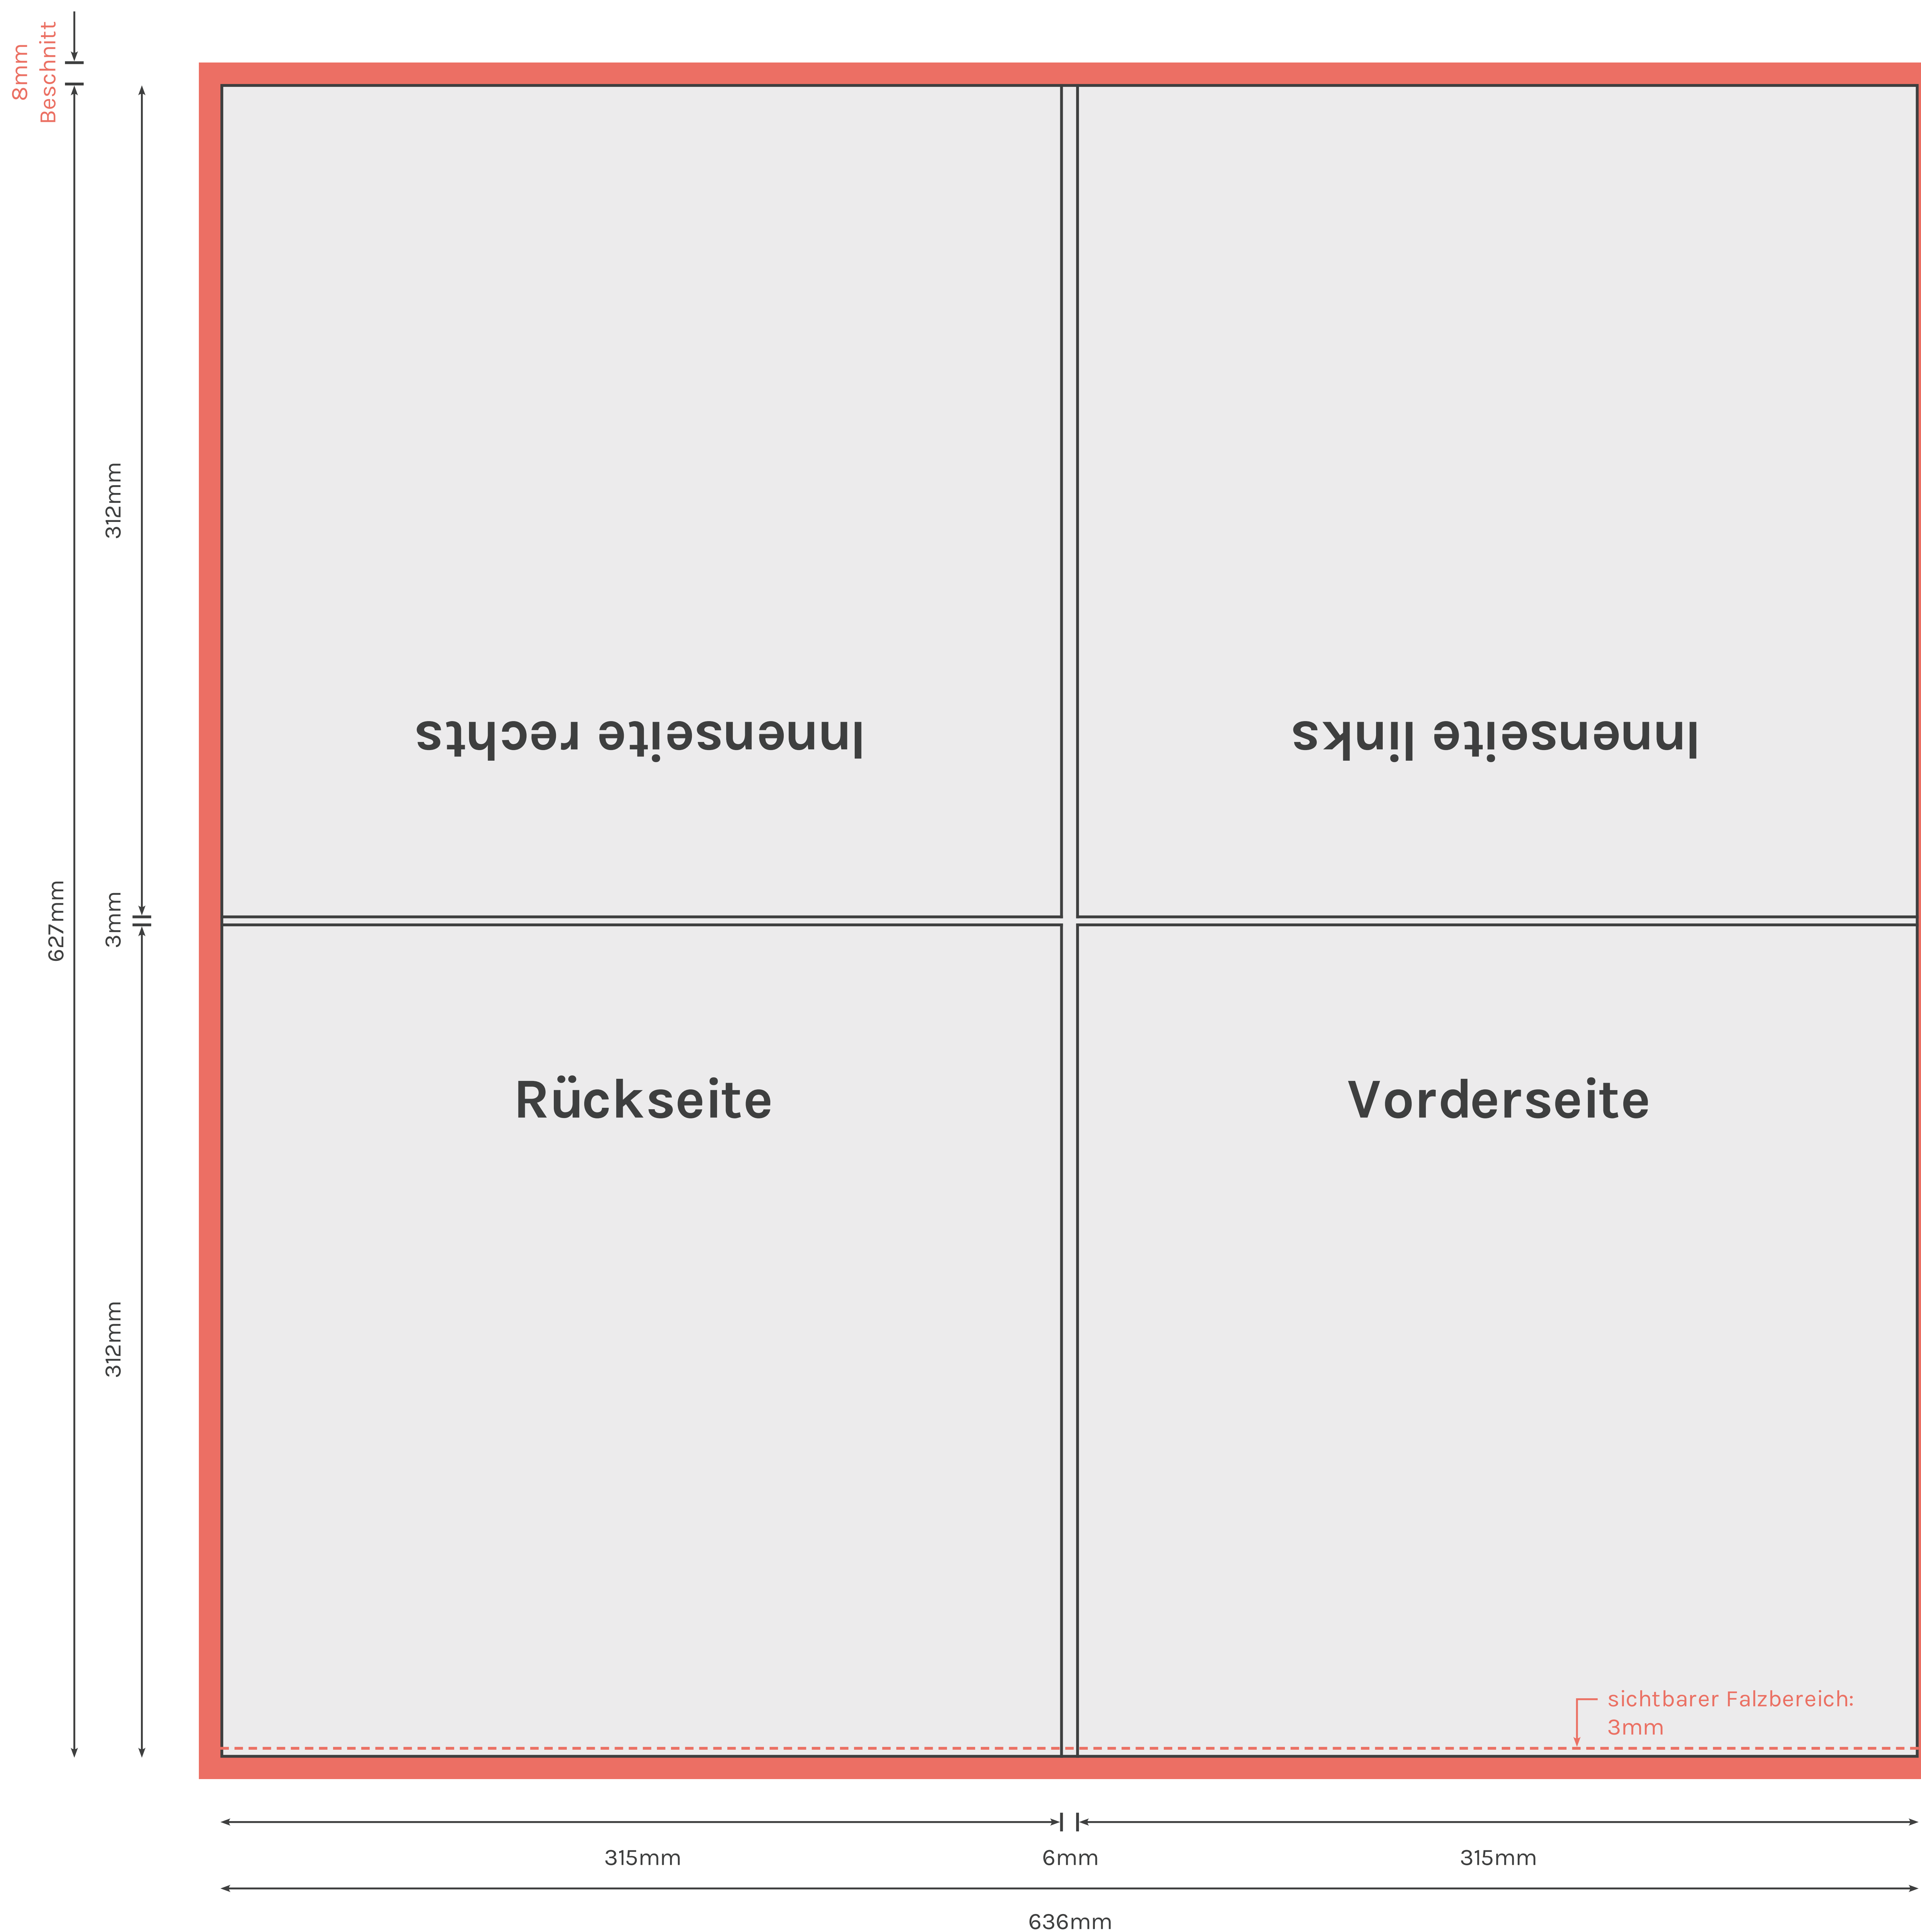 8mm
Beschnitt
312mm
Innenseite rechts
Innenseite links
627mm
3mm
Rückseite
Vorderseite
312mm
sichtbarer Falzbereich:
3mm
315mm
6mm
315mm
636mm